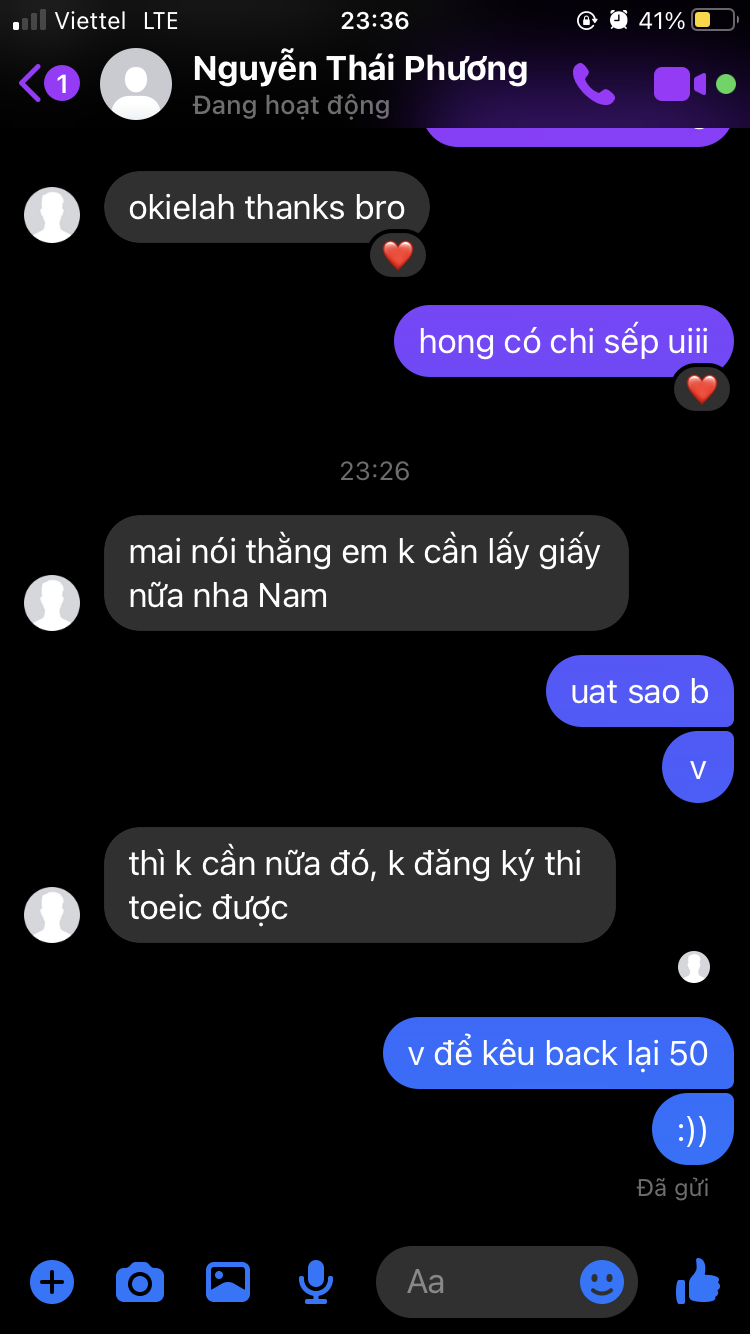 Viettel LTE 23:36 41%
1 Nguyễn Thái Phương
Đang hoạt động
okielah thanks bro
hong có chi sếp uiii
23:26
mai nói thằng em k cần lấy giấy
nữa nha Nam
uat sao b
v
thì k cần nữa đó, k đăng ký thi
toeic được
v để kêu back lại 50
:))
Đã gửi
Aa